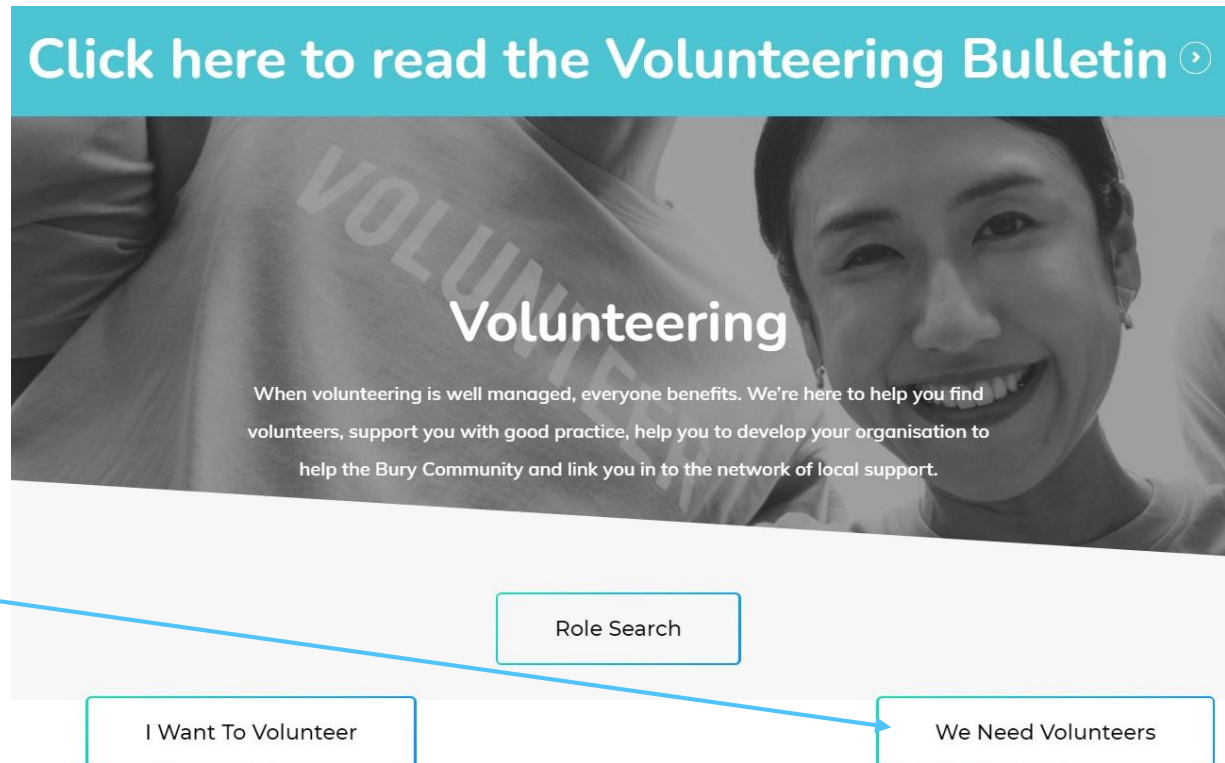 Click here to read the Volunteering Bulletin
VOLUNTEER
Volunteering
When volunteering is well managed, everyone benefits. We're here to help you find
volunteers, support you with good practice, help you to develop your organisation to
help the Bury Community and link you in to the network of local support.
Role Search
I Want To Volunteer
We Need Volunteers